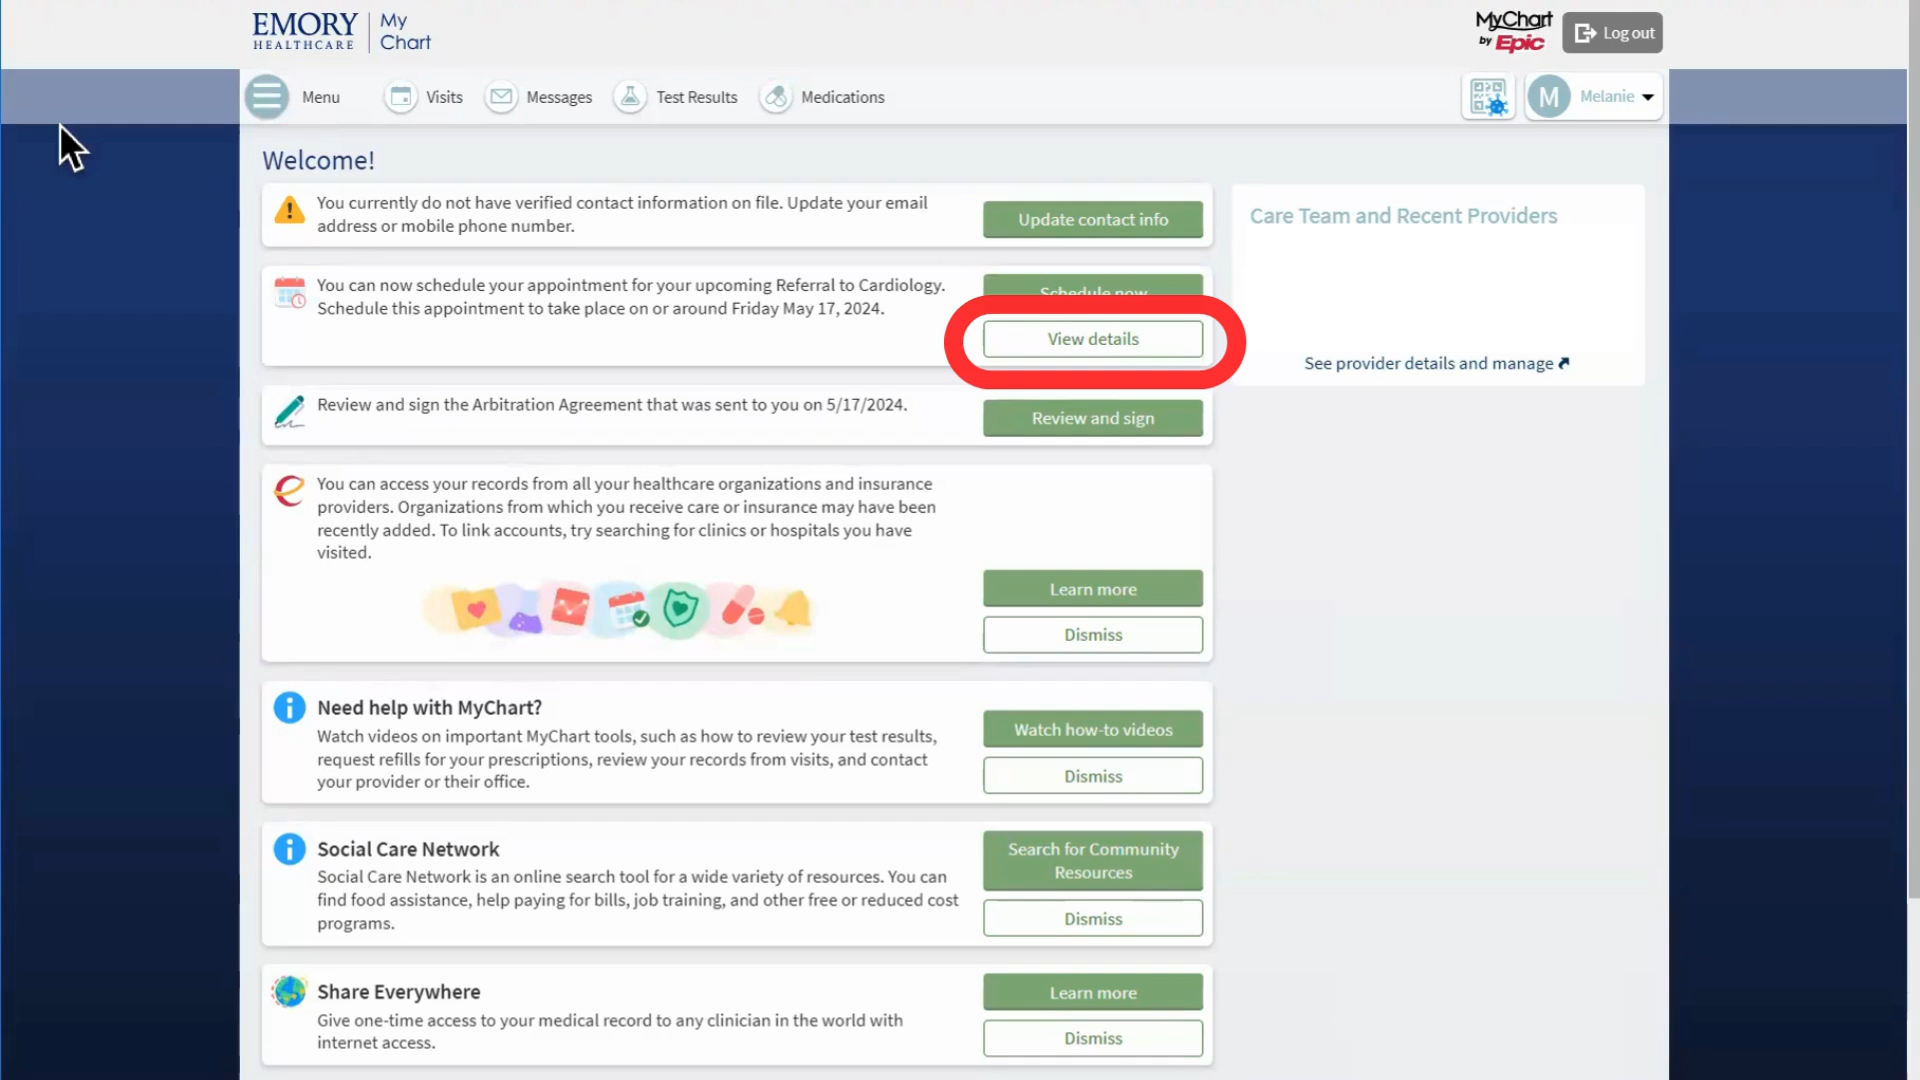 EMORY
HEALTHCARE
My
Chart
MyChart
by Epic
Log out
Menu
Visits
Messages
Test Results
Medications
M
Melanie
Welcome!
You currently do not have verified contact information on file. Update your email
address or mobile phone number.
Update contact info
You can now schedule your appointment for your upcoming Referral to Cardiology.
Schedule this appointment to take place on or around Friday May 17, 2024.
Schedule now
View details
Care Team and Recent Providers
See provider details and manage
Review and sign the Arbitration Agreement that was sent to you on 5/17/2024.
Review and sign
You can access your records from all your healthcare organizations and insurance
providers. Organizations from which you receive care or insurance may have been
recently added. To link accounts, try searching for clinics or hospitals you have
visited.
Learn more
Dismiss
Need help with MyChart?
Watch videos on important MyChart tools, such as how to review your test results,
request refills for your prescriptions, review your records from visits, and contact
your provider or their office.
Watch how-to videos
Dismiss
Social Care Network
Social Care Network is an online search tool for a wide variety of resources. You can
find food assistance, help paying for bills, job training, and other free or reduced cost
programs.
Search for Community
Resources
Dismiss
Share Everywhere
Give one-time access to your medical record to any clinician in the world with
internet access.
Learn more
Dismiss